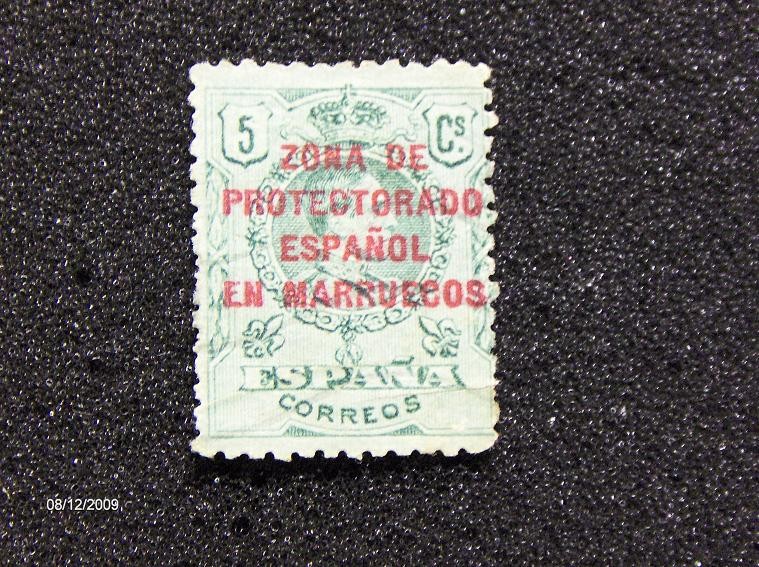 5 Cs.
ZONA DE
PROTECTORADO
ESPAÑOL
EN MARRUECOS
ESPAÑA
CORREOS
08/12/2009